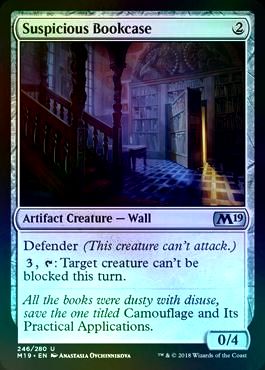 Suspicious Bookcase 2
Artifact Creature — Wall M19
Defender (This creature can't attack.)
3, : Target creature can't be
blocked this turn.
All the books were dusty with disuse,
save the one titled Camouflage and Its
Practical Applications.
0/4
246/280 U
M19 • EN Anastasia Ovchinnikova
™ & © 2018 Wizards of the Coast